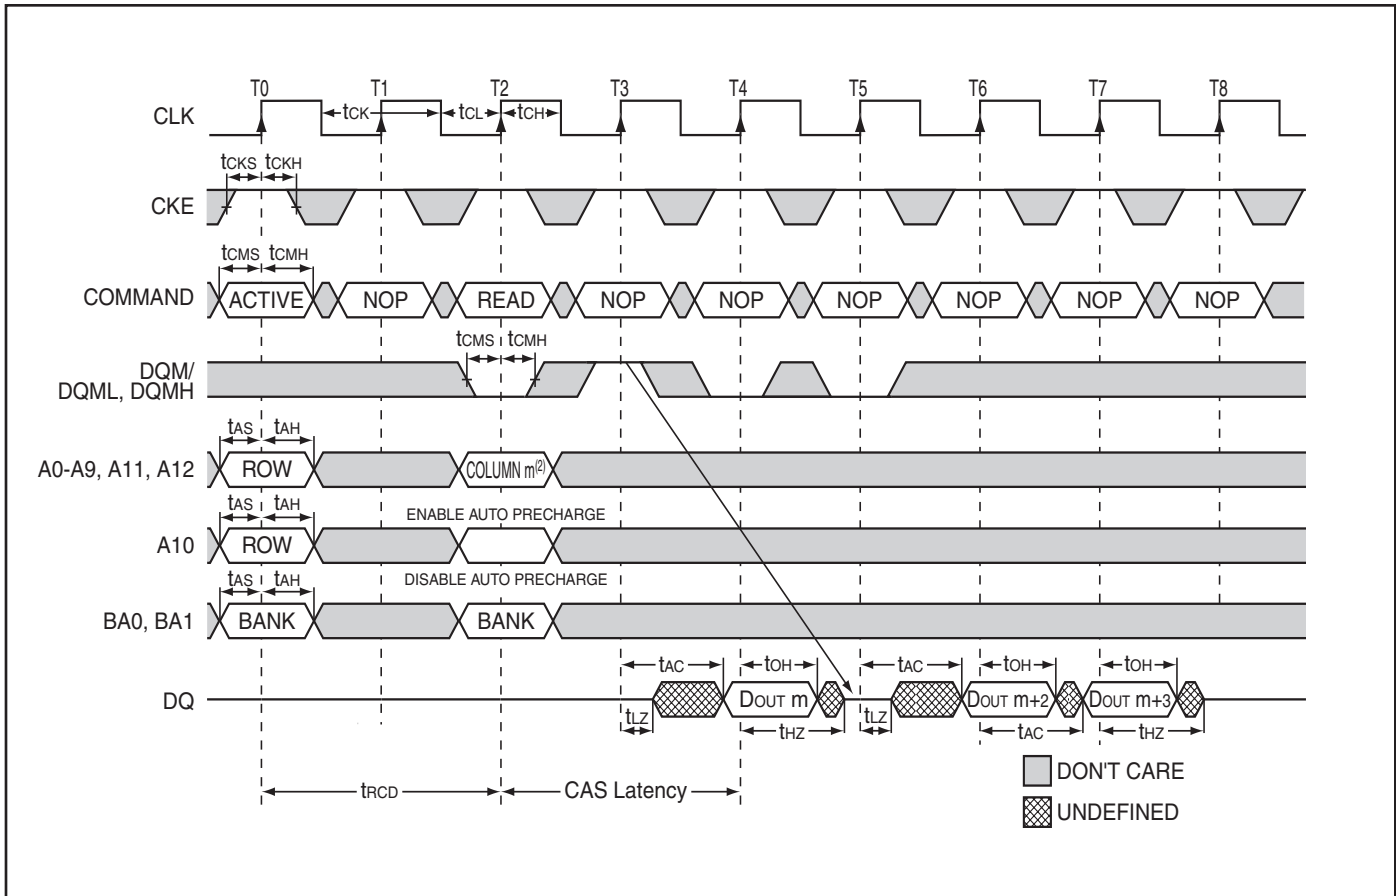 T0 T1 T2 T3 T4 T5 T6 T7 T8
CLK tCK tCL tCH
tCKS tCKH
CKE
tCMS tCMH
COMMAND ACTIVE NOP READ NOP NOP NOP NOP NOP NOP
tCMS tCMH
DQM/
DQML, DQMH
tAS tAH
A0-A9, A11, A12 ROW COLUMN m(2)
tAS tAH ENABLE AUTO PRECHARGE
A10 ROW
tAS tAH DISABLE AUTO PRECHARGE
BA0, BA1 BANK BANK
tAC tOH tAC tOH tOH
DQ DOUT m DOUT m+2 DOUT m+3
tLZ tHZ tLZ tAC tHZ
DON'T CARE
tRCD CAS Latency
UNDEFINED